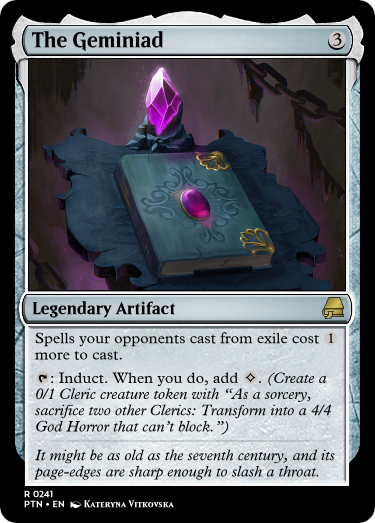 The Geminiad 3
Legendary Artifact
Spells your opponents cast from exile cost 1
more to cast.
: Induct. When you do, add . (Create a
0/1 Cleric creature token with “As a sorcery,
sacrifice two other Clerics: Transform into a 4/4
God Horror that can't block.”)
It might be as old as the seventh century, and its
page-edges are sharp enough to slash a throat.
R 0241
PTN • EN Kateryna Vitkovska